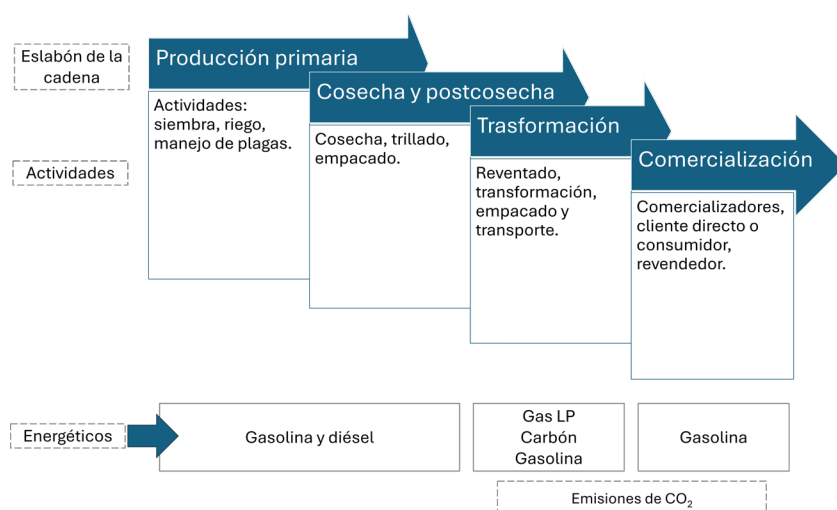 Eslabón de la
cadena
Producción primaria
Cosecha y postcosecha
Trasformación
Comercialización
Actividades
Actividades:
siembra, riego,
manejo de plagas.
Cosecha, trillado,
empacado.
Reventado,
transformación,
empacado y
transporte.
Comercializadores,
cliente directo o
consumidor,
revendedor.
Energéticos
Gasolina y diésel
Gas LP
Carbón
Gasolina
Gasolina
Emisiones de CO₂